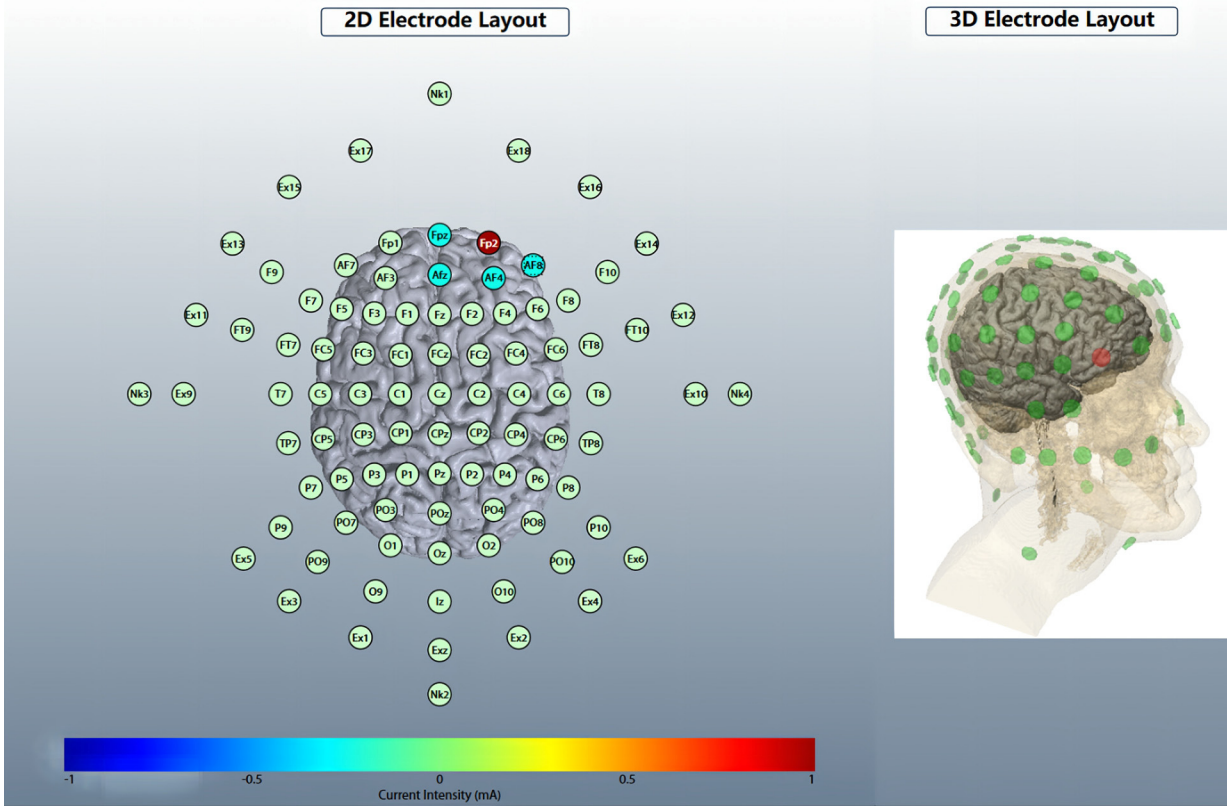 2D Electrode Layout
3D Electrode Layout
Nk1
Ex17
Ex18
Ex15
Ex16
Ex13
Fp1
Fpz
Fp2
Ex14
F9
AF7
AF3
Afz
AF4
AF8
F10
F7
F5
F3
F1
Fz
F2
F4
F6
F8
Ex11
FT9
Ex12
FT10
FT7
FC5
FC3
FC1
FCz
FC2
FC4
FC6
FT8
Nk3
Ex9
T7
C5
C3
C1
Cz
C2
C4
C6
T8
Ex10
Nk4
TP7
CP5
CP3
CP1
CPz
CP2
CP4
CP6
TP8
P7
P5
P3
P1
Pz
P2
P4
P6
P8
P9
PO7
PO3
POz
PO4
PO8
P10
Ex5
PO9
O1
Oz
O2
PO10
Ex6
Ex3
O9
Iz
O10
Ex4
Ex1
Exz
Ex2
Nk2
-1
-0.5
0
0.5
1
Current Intensity (mA)